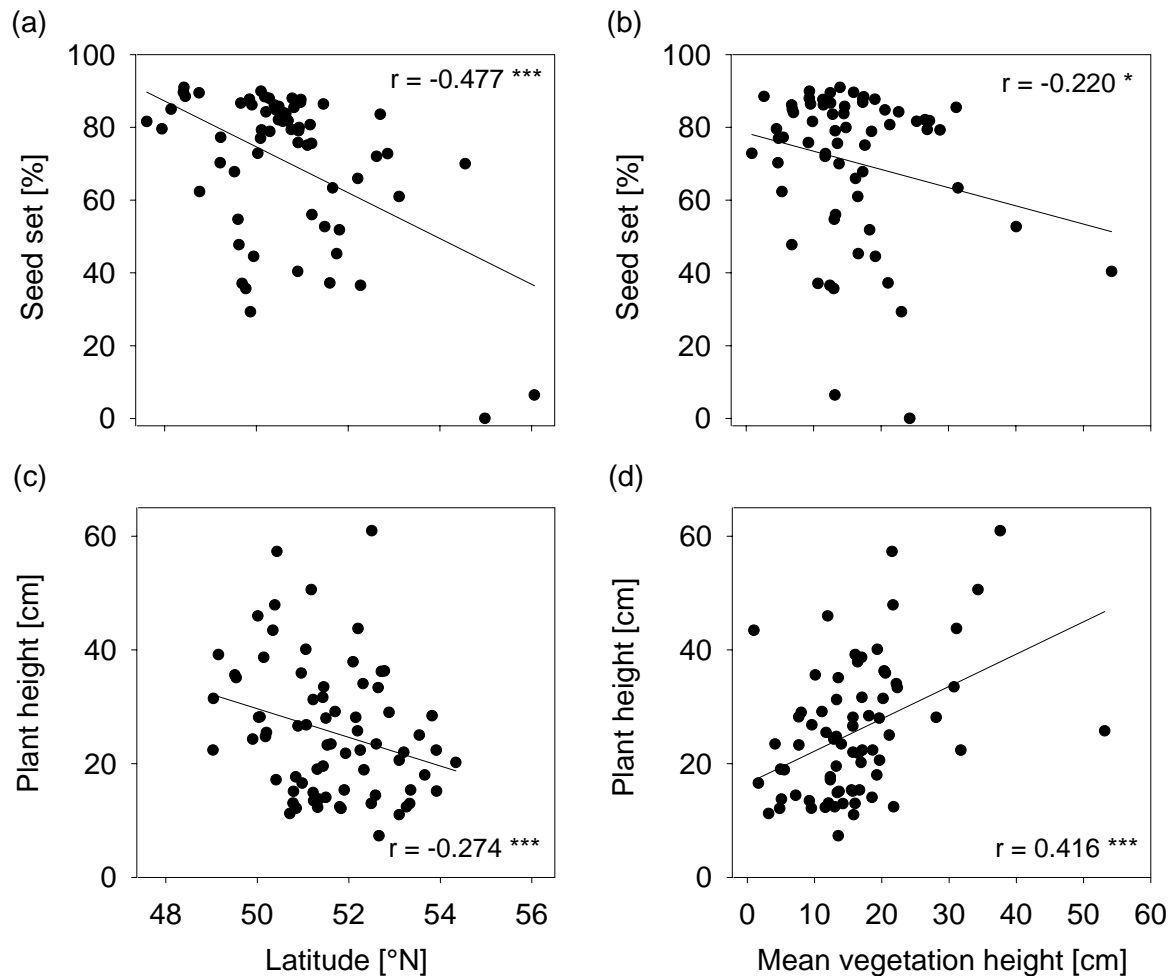 (a)
(b)
r = -0.477 ***
r = -0.220 *
100
80
60
40
20
0
Seed set [%]
100
80
60
40
20
0
Seed set [%]
(c)
(d)
60
40
20
0
Plant height [cm]
r = -0.274 ***
60
40
20
0
Plant height [cm]
r = 0.416 ***
48 50 52 54 56
0 10 20 30 40 50 60
Latitude [°N]
Mean vegetation height [cm]